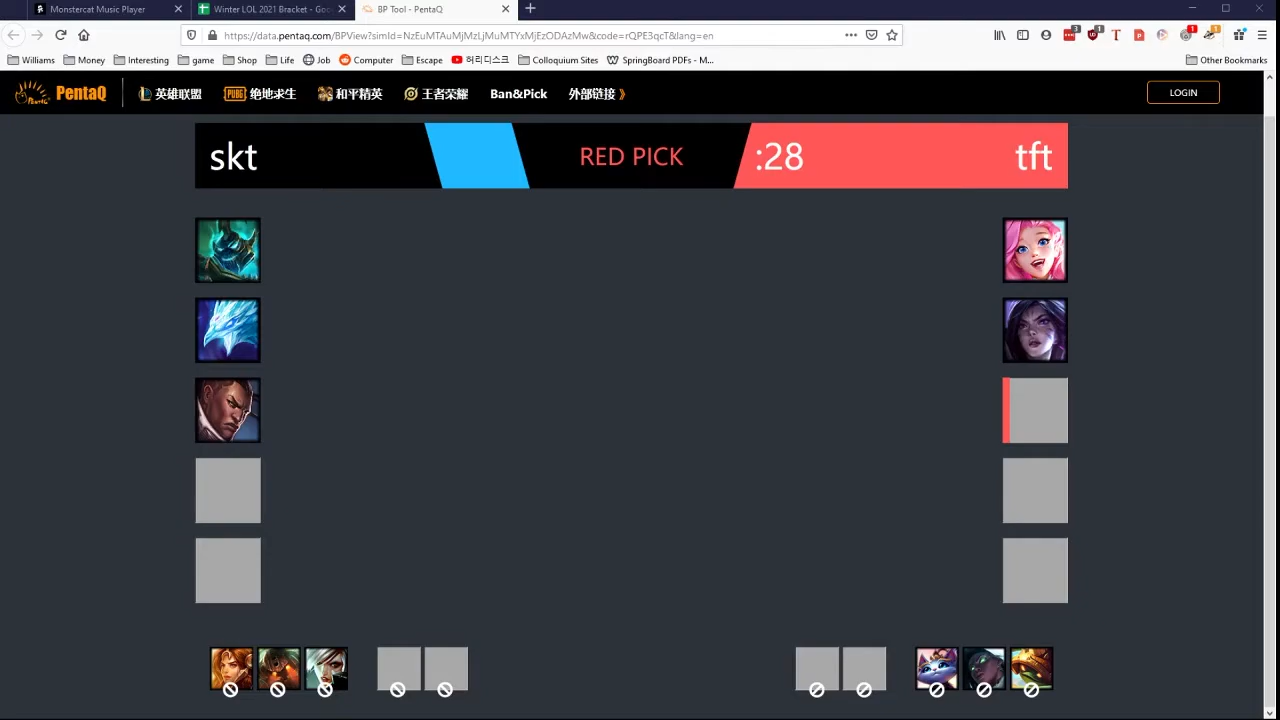 Monstercat Music Player
Winter LOL 2021 Bracket - Goo
BP Tool - PentaQ
https://data.pentaq.com/BPView?simId=NzEuMTAuMjMzLjMuMTYxMjEzODAzMw&code=rQPE3qcT&lang=en
Williams Money Interesting game Shop Life Job Computer Escape 허리디스크 Colloquium Sites SpringBoard PDFs - M... Other Bookmarks
PentaQ 英雄联盟 PUBG 绝地求生 和平精英 王者荣耀 Ban&Pick 外部链接 》 LOGIN
skt RED PICK :28 tft